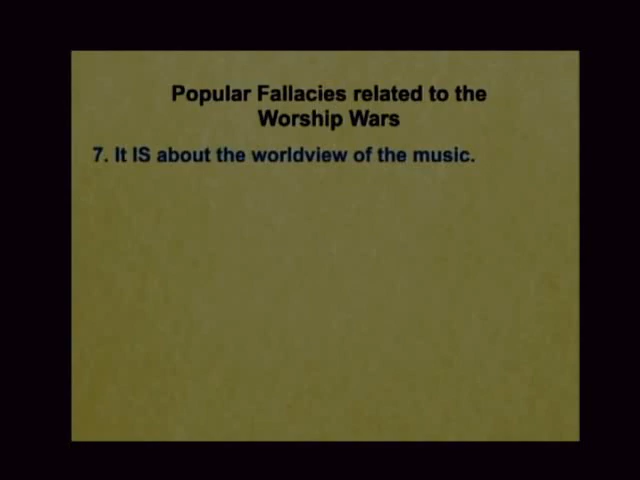 Popular Fallacies related to the
Worship Wars
7. It IS about the worldview of the music.